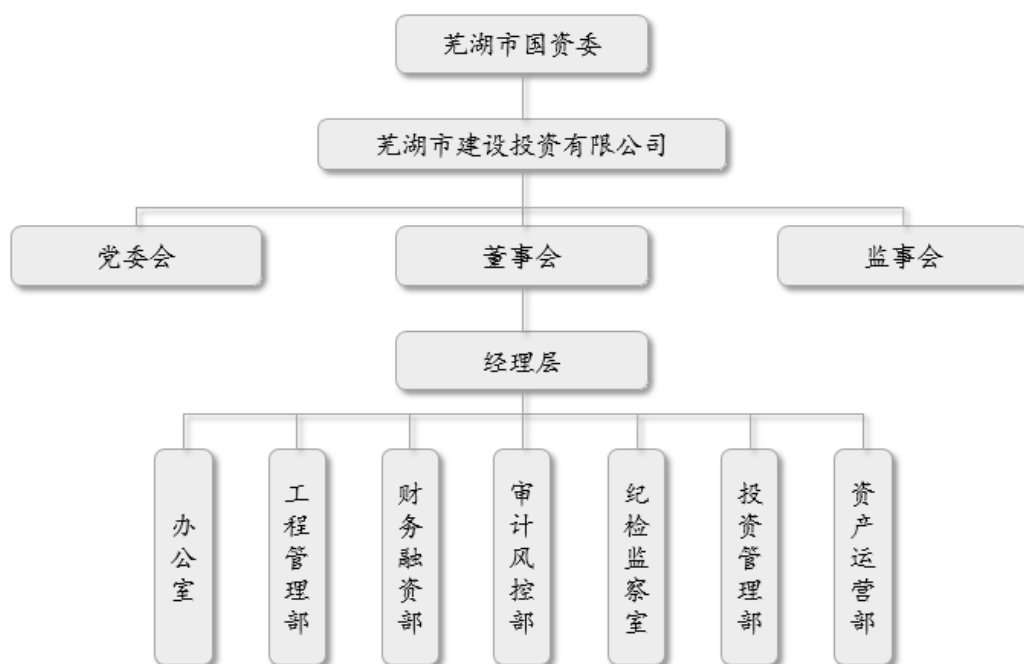 芜湖市国资委
芜湖市建设投资有限公司
党委会
董事会
监事会
经理层
办公室
工程管理部
财务融资部
审计风控部
纪检监察室
投资管理部
资产运营部